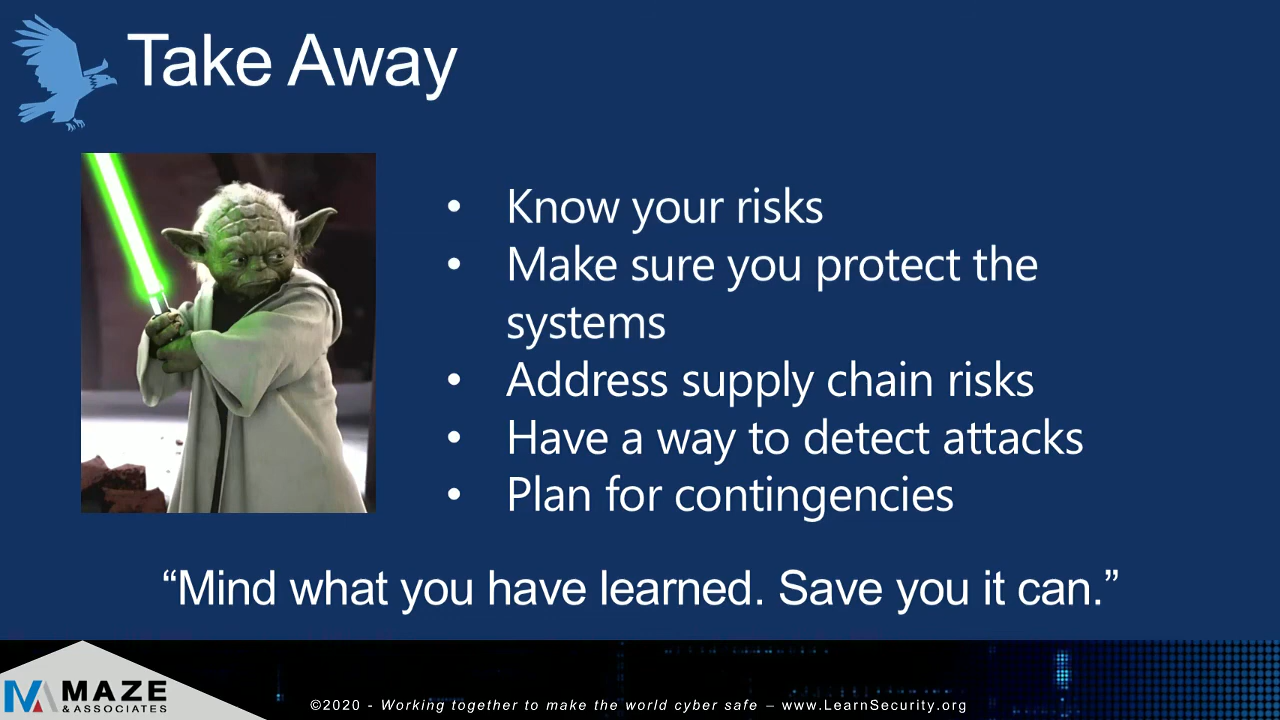 Take Away
• Know your risks
• Make sure you protect the
systems
• Address supply chain risks
• Have a way to detect attacks
• Plan for contingencies
“Mind what you have learned. Save you it can.”
MAZE
& ASSOCIATES
©2020 - Working together to make the world cyber safe – www.LearnSecurity.org